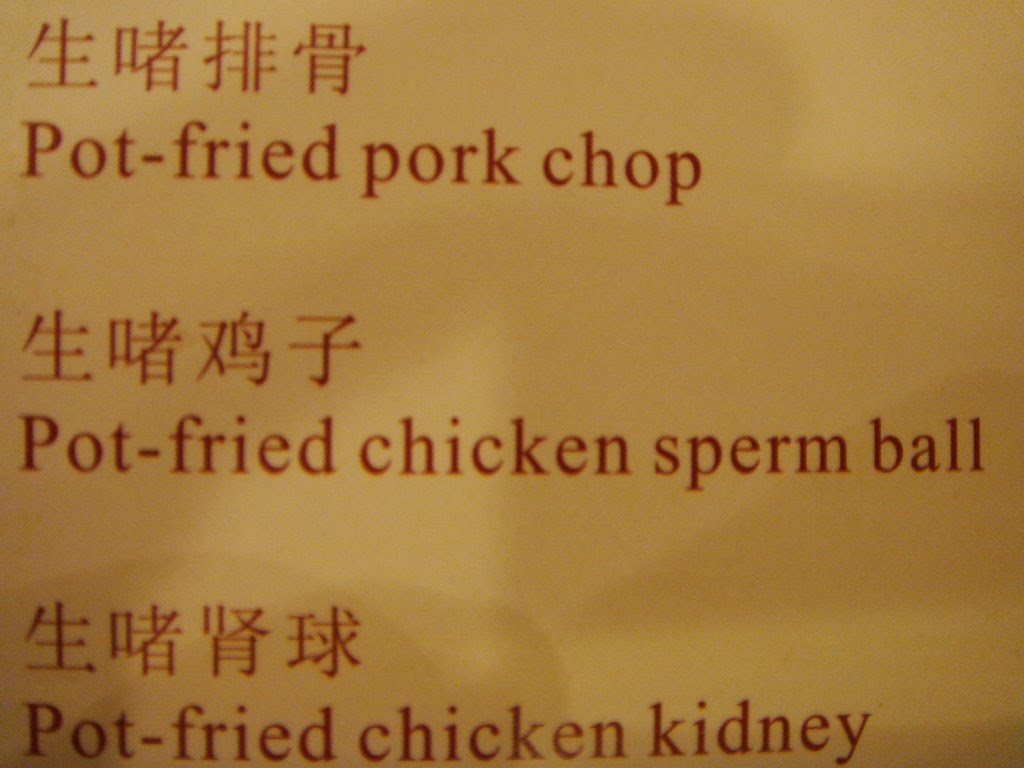 生啫排骨
Pot-fried pork chop
生啫鸡子
Pot-fried chicken sperm ball
生啫肾球
Pot-fried chicken kidney